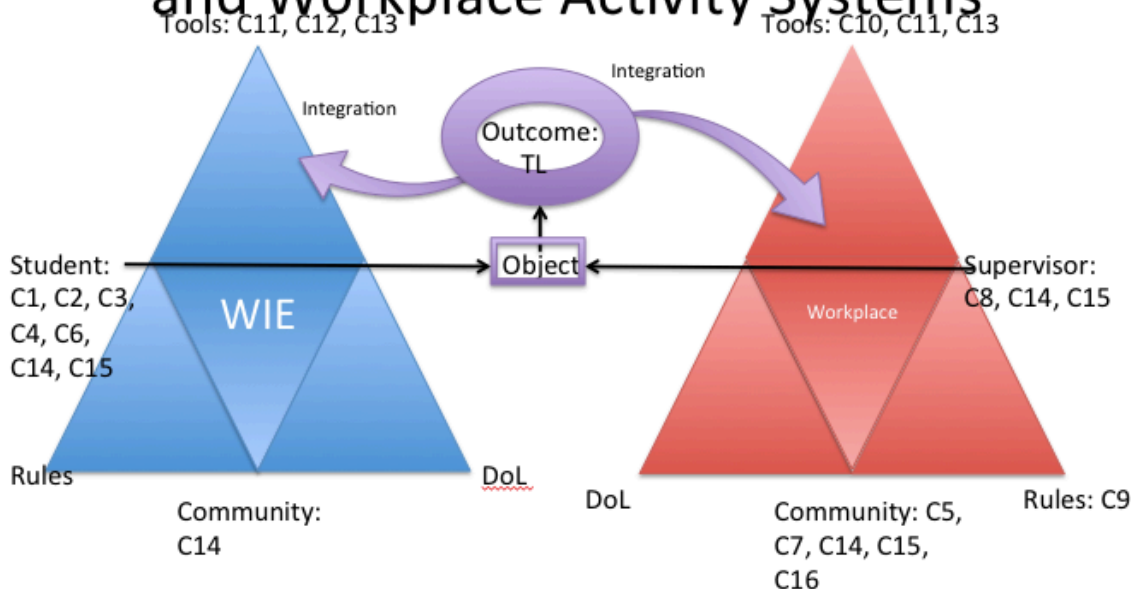 and Workplace Activity Systems
Tools: C11, C12, C13
Tools: C10, C11, C13
Integration
Integration
Outcome:
TL
Student:
C1, C2, C3,
C4, C6,
C14, C15
Object
Supervisor:
C8, C14, C15
WIE
Workplace
Rules
DoL
DoL
Rules: C9
Community:
C14
Community: C5,
C7, C14, C15,
C16